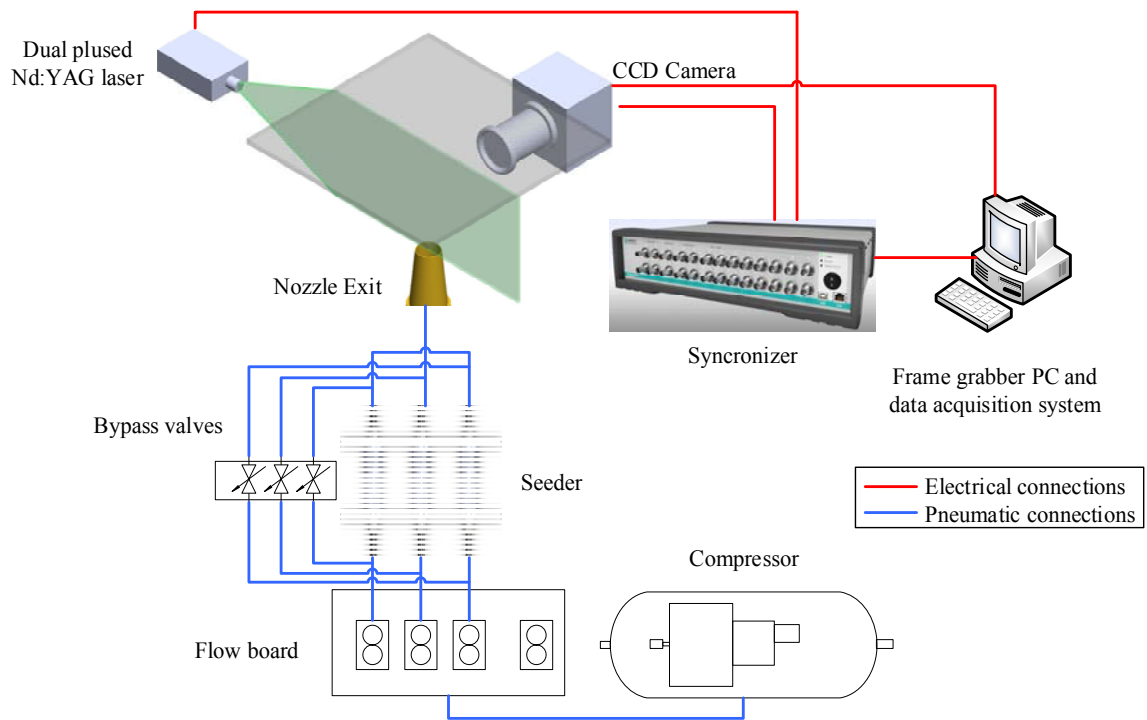 Dual plused
Nd:YAG laser
CCD Camera
Nozzle Exit
Syncronizer
Frame grabber PC and
data acquisition system
Bypass valves
Seeder
Electrical connections
Pneumatic connections
Compressor
Flow board